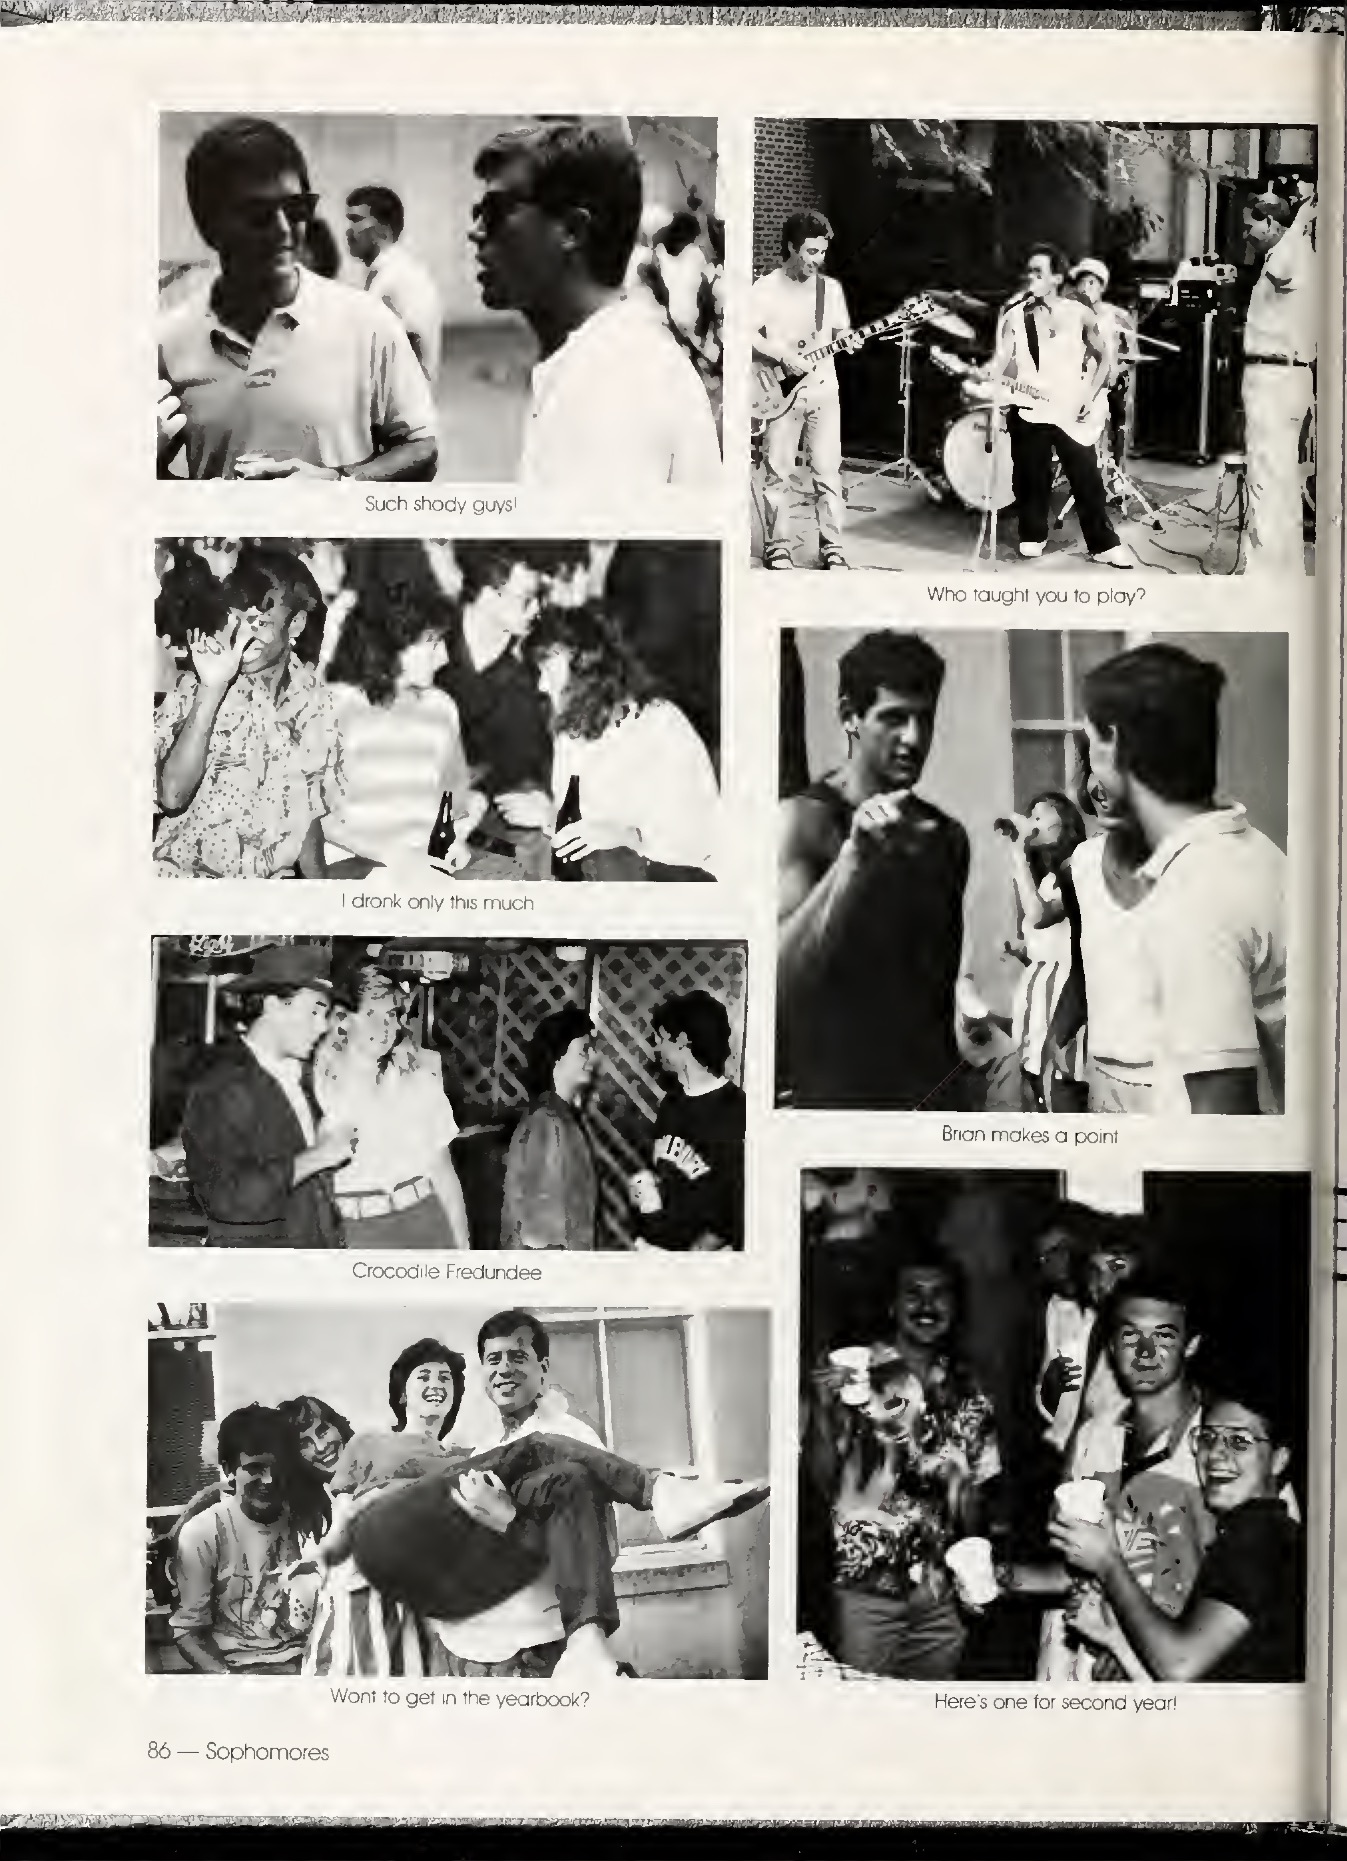 Such shady guys!
Who taught you to play?
I drank only this much
Brian makes a point
Light
Crocodile Fredundee
Want to get in the yearbook?
Here's one for second year!
86 — Sophomores